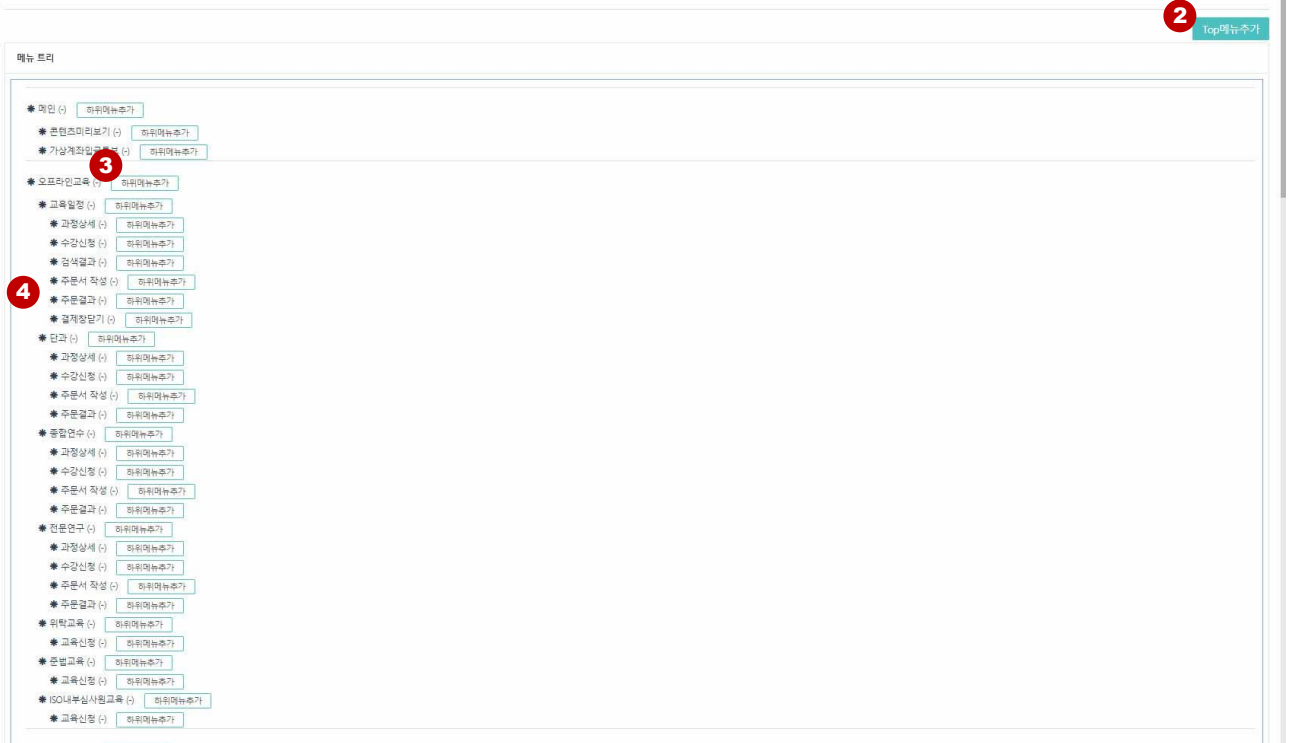 2
Top메뉴추가
메뉴 트리
메인 (-) 하위메뉴추가
콘텐츠미리보기 (-) 하위메뉴추가
가상계좌입금통보 (-) 하위메뉴추가
3
오프라인교육 (-) 하위메뉴추가
교육일정 (-) 하위메뉴추가
과정상세 (-) 하위메뉴추가
수강신청 (-) 하위메뉴추가
검색결과 (-) 하위메뉴추가
4 주문서 작성 (-) 하위메뉴추가
주문결과 (-) 하위메뉴추가
결제창닫기 (-) 하위메뉴추가
단과 (-) 하위메뉴추가
과정상세 (-) 하위메뉴추가
수강신청 (-) 하위메뉴추가
주문서 작성 (-) 하위메뉴추가
주문결과 (-) 하위메뉴추가
종합연수 (-) 하위메뉴추가
과정상세 (-) 하위메뉴추가
수강신청 (-) 하위메뉴추가
주문서 작성 (-) 하위메뉴추가
주문결과 (-) 하위메뉴추가
전문연구 (-) 하위메뉴추가
과정상세 (-) 하위메뉴추가
수강신청 (-) 하위메뉴추가
주문서 작성 (-) 하위메뉴추가
주문결과 (-) 하위메뉴추가
위탁교육 (-) 하위메뉴추가
교육신청 (-) 하위메뉴추가
준법교육 (-) 하위메뉴추가
교육신청 (-) 하위메뉴추가
ISO내부심사원교육 (-) 하위메뉴추가
교육신청 (-) 하위메뉴추가